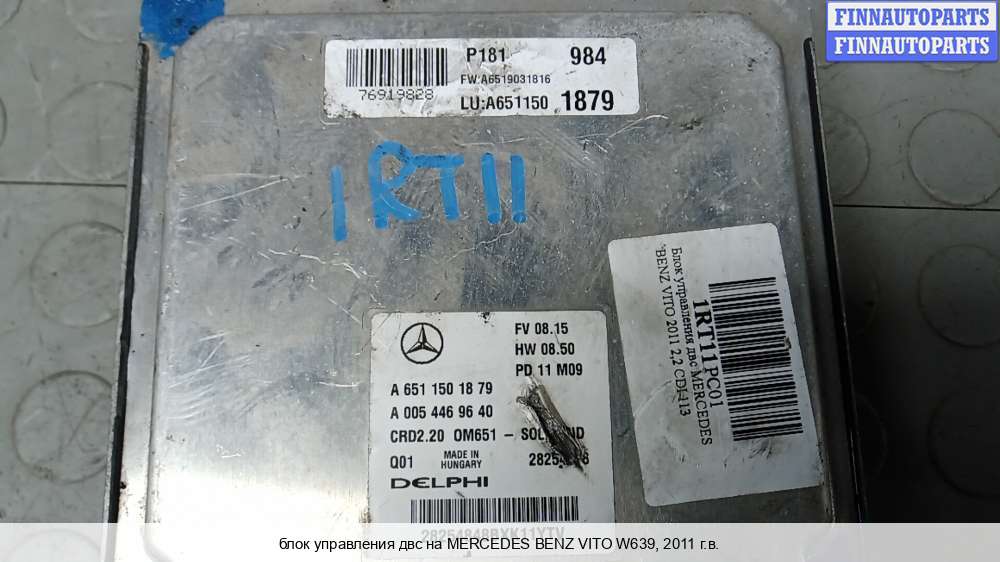 FINNAUTOPARTS
FINNAUTOPARTS
P181 984
FW:A6519031816
76919828
LU:A651150 1879
1RT11
FV 08.15
HW 08.50
PD 11 M09
A 651 150 18 79
A 005 446 96 40
CRD2.20 OM651 –
Q01 MADE IN
HUNGARY
DELPHI
28254848BXK11YTV
1RT11PC01
Блок управления двс MERCEDES
BENZ VITO 2011 2,2 CDI-113
блок управления двс на MERCEDES BENZ VITO W639, 2011 г.в.